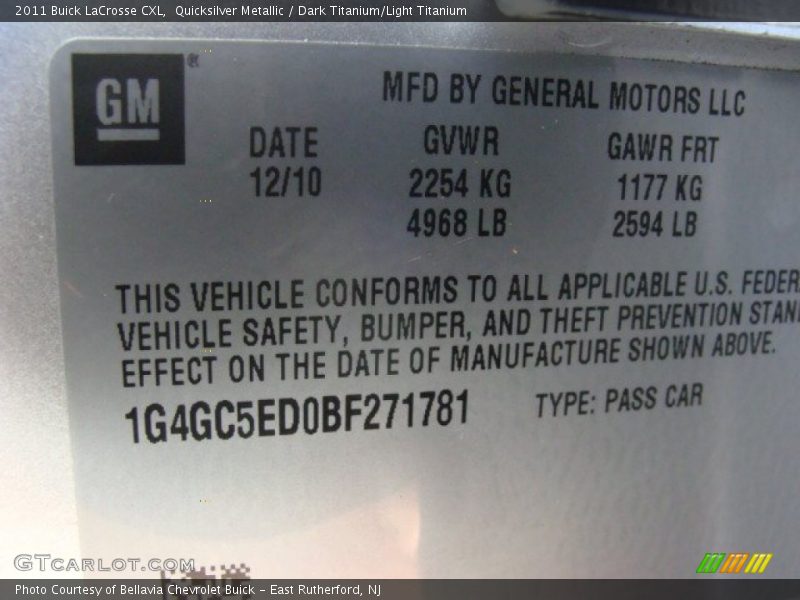 2011 Buick LaCrosse CXL, Quicksilver Metallic / Dark Titanium/Light Titanium
GM®
MFD BY GENERAL MOTORS LLC
DATE GVWR GAWR FRT
12/10 2254 KG 1177 KG
4968 LB 2594 LB
THIS VEHICLE CONFORMS TO ALL APPLICABLE U.S. FEDER
VEHICLE SAFETY, BUMPER, AND THEFT PREVENTION STAN
EFFECT ON THE DATE OF MANUFACTURE SHOWN ABOVE.
1G4GC5ED0BF271781 TYPE: PASS CAR
GTCARLOT.COM
Photo Courtesy of Bellavia Chevrolet Buick - East Rutherford, NJ